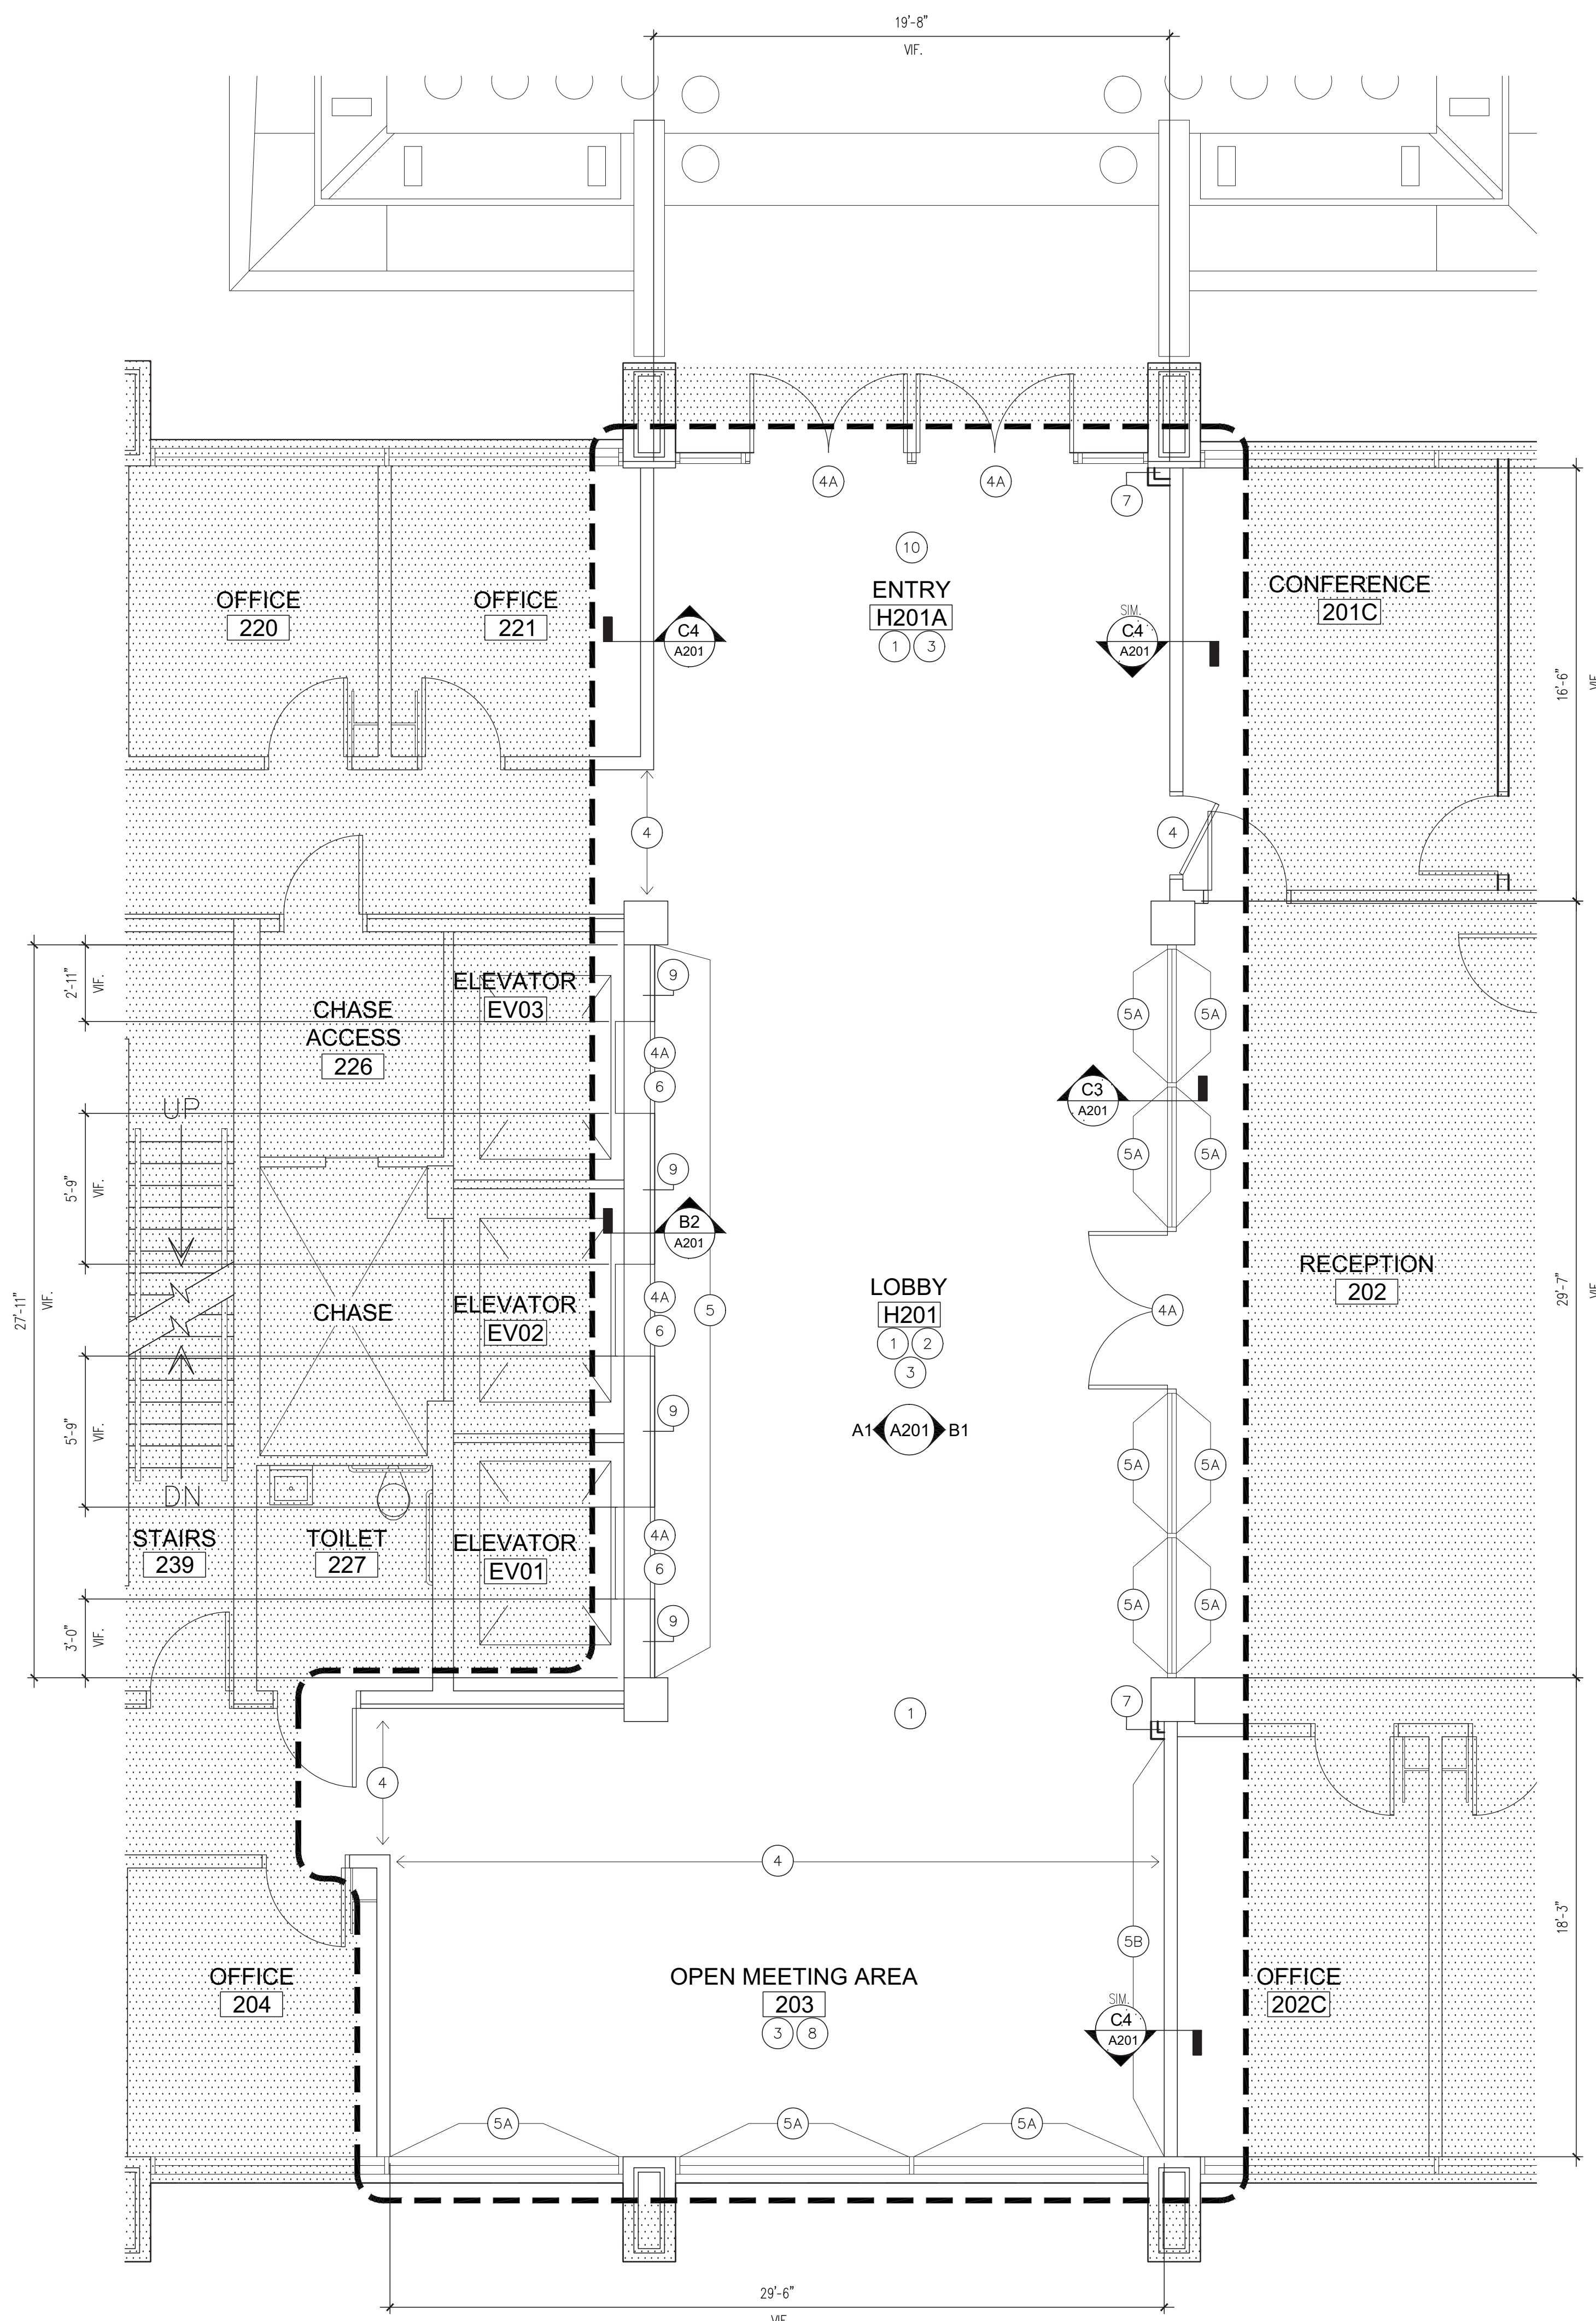 19'-8"
VIF.
4A
4A
7
10
ENTRY
H201A
1 3
OFFICE
220
OFFICE
221
CONFERENCE
201C
C4
A201
SIM.
C4
A201
16'-6"
VIF.
4
4
2'-11"
VIF.
CHASE
ACCESS
226
ELEVATOR
EV03
9
4A
6
5A
5A
C3
A201
UP
5'-9"
VIF.
9
5A
5A
B2
A201
27'-11"
VIF.
CHASE
ELEVATOR
EV02
4A
6
5
LOBBY
H201
1 2
3
4A
RECEPTION
202
29'-7"
VIF.
5'-9"
VIF.
9
A1 A201 B1
5A
5A
DN
STAIRS
239
TOILET
227
ELEVATOR
EV01
4A
6
9
5A
5A
3'-0"
VIF.
7
1
4
4
5B
18'-3"
OFFICE
204
OPEN MEETING AREA
203
3 8
SIM.
C4
A201
OFFICE
202C
5A
5A
5A
29'-6"
VIF.